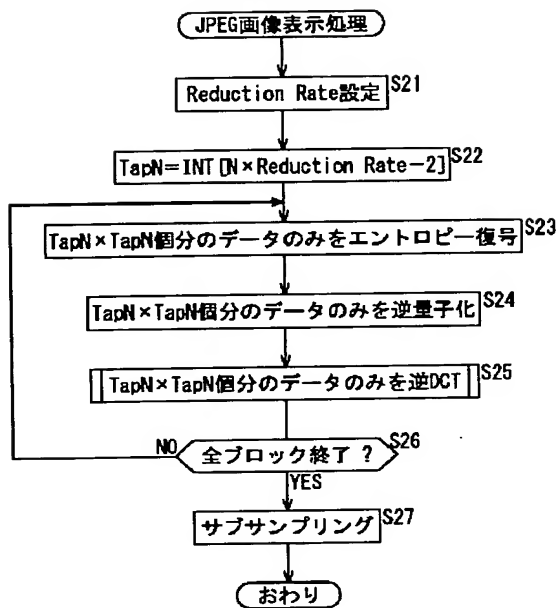 JPEG画像表示処理
Reduction Rate設定 S21
TapN=INT[N×Reduction Rate-2] S22
TapN×TapN個分のデータのみをエントロピー復号 S23
TapN×TapN個分のデータのみを逆量子化 S24
TapN×TapN個分のデータのみを逆DCT S25
NO 全ブロック終了 ? S26
YES
サブサンプリング S27
おわり